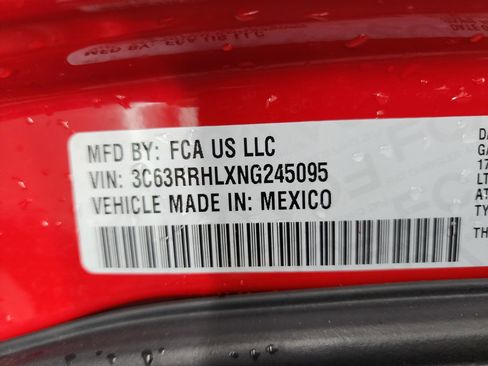 MFD BY: FCA US LLC
VIN: 3C63RRHLXNG245095
VEHICLE MADE IN: MEXICO